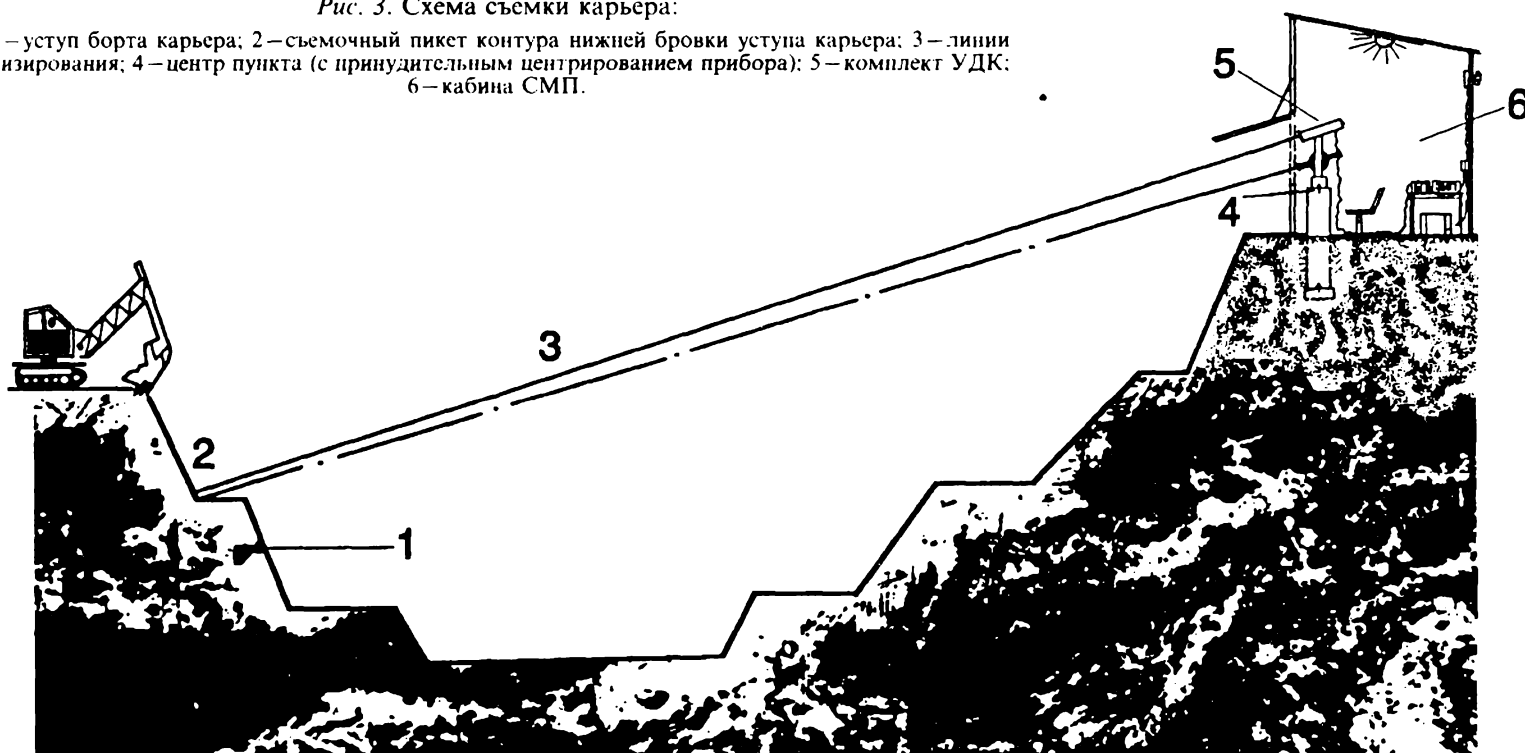 Рис. 3. Схема съемки карьера:
–уступ борта карьера; 2–съемочный пикет контура нижней бровки уступа карьера; 3–линии
изирования; 4–центр пункта (с принудительным центрированием прибора); 5–комплект УДК;
6–кабина СМП.
5
6
4
3
2
1